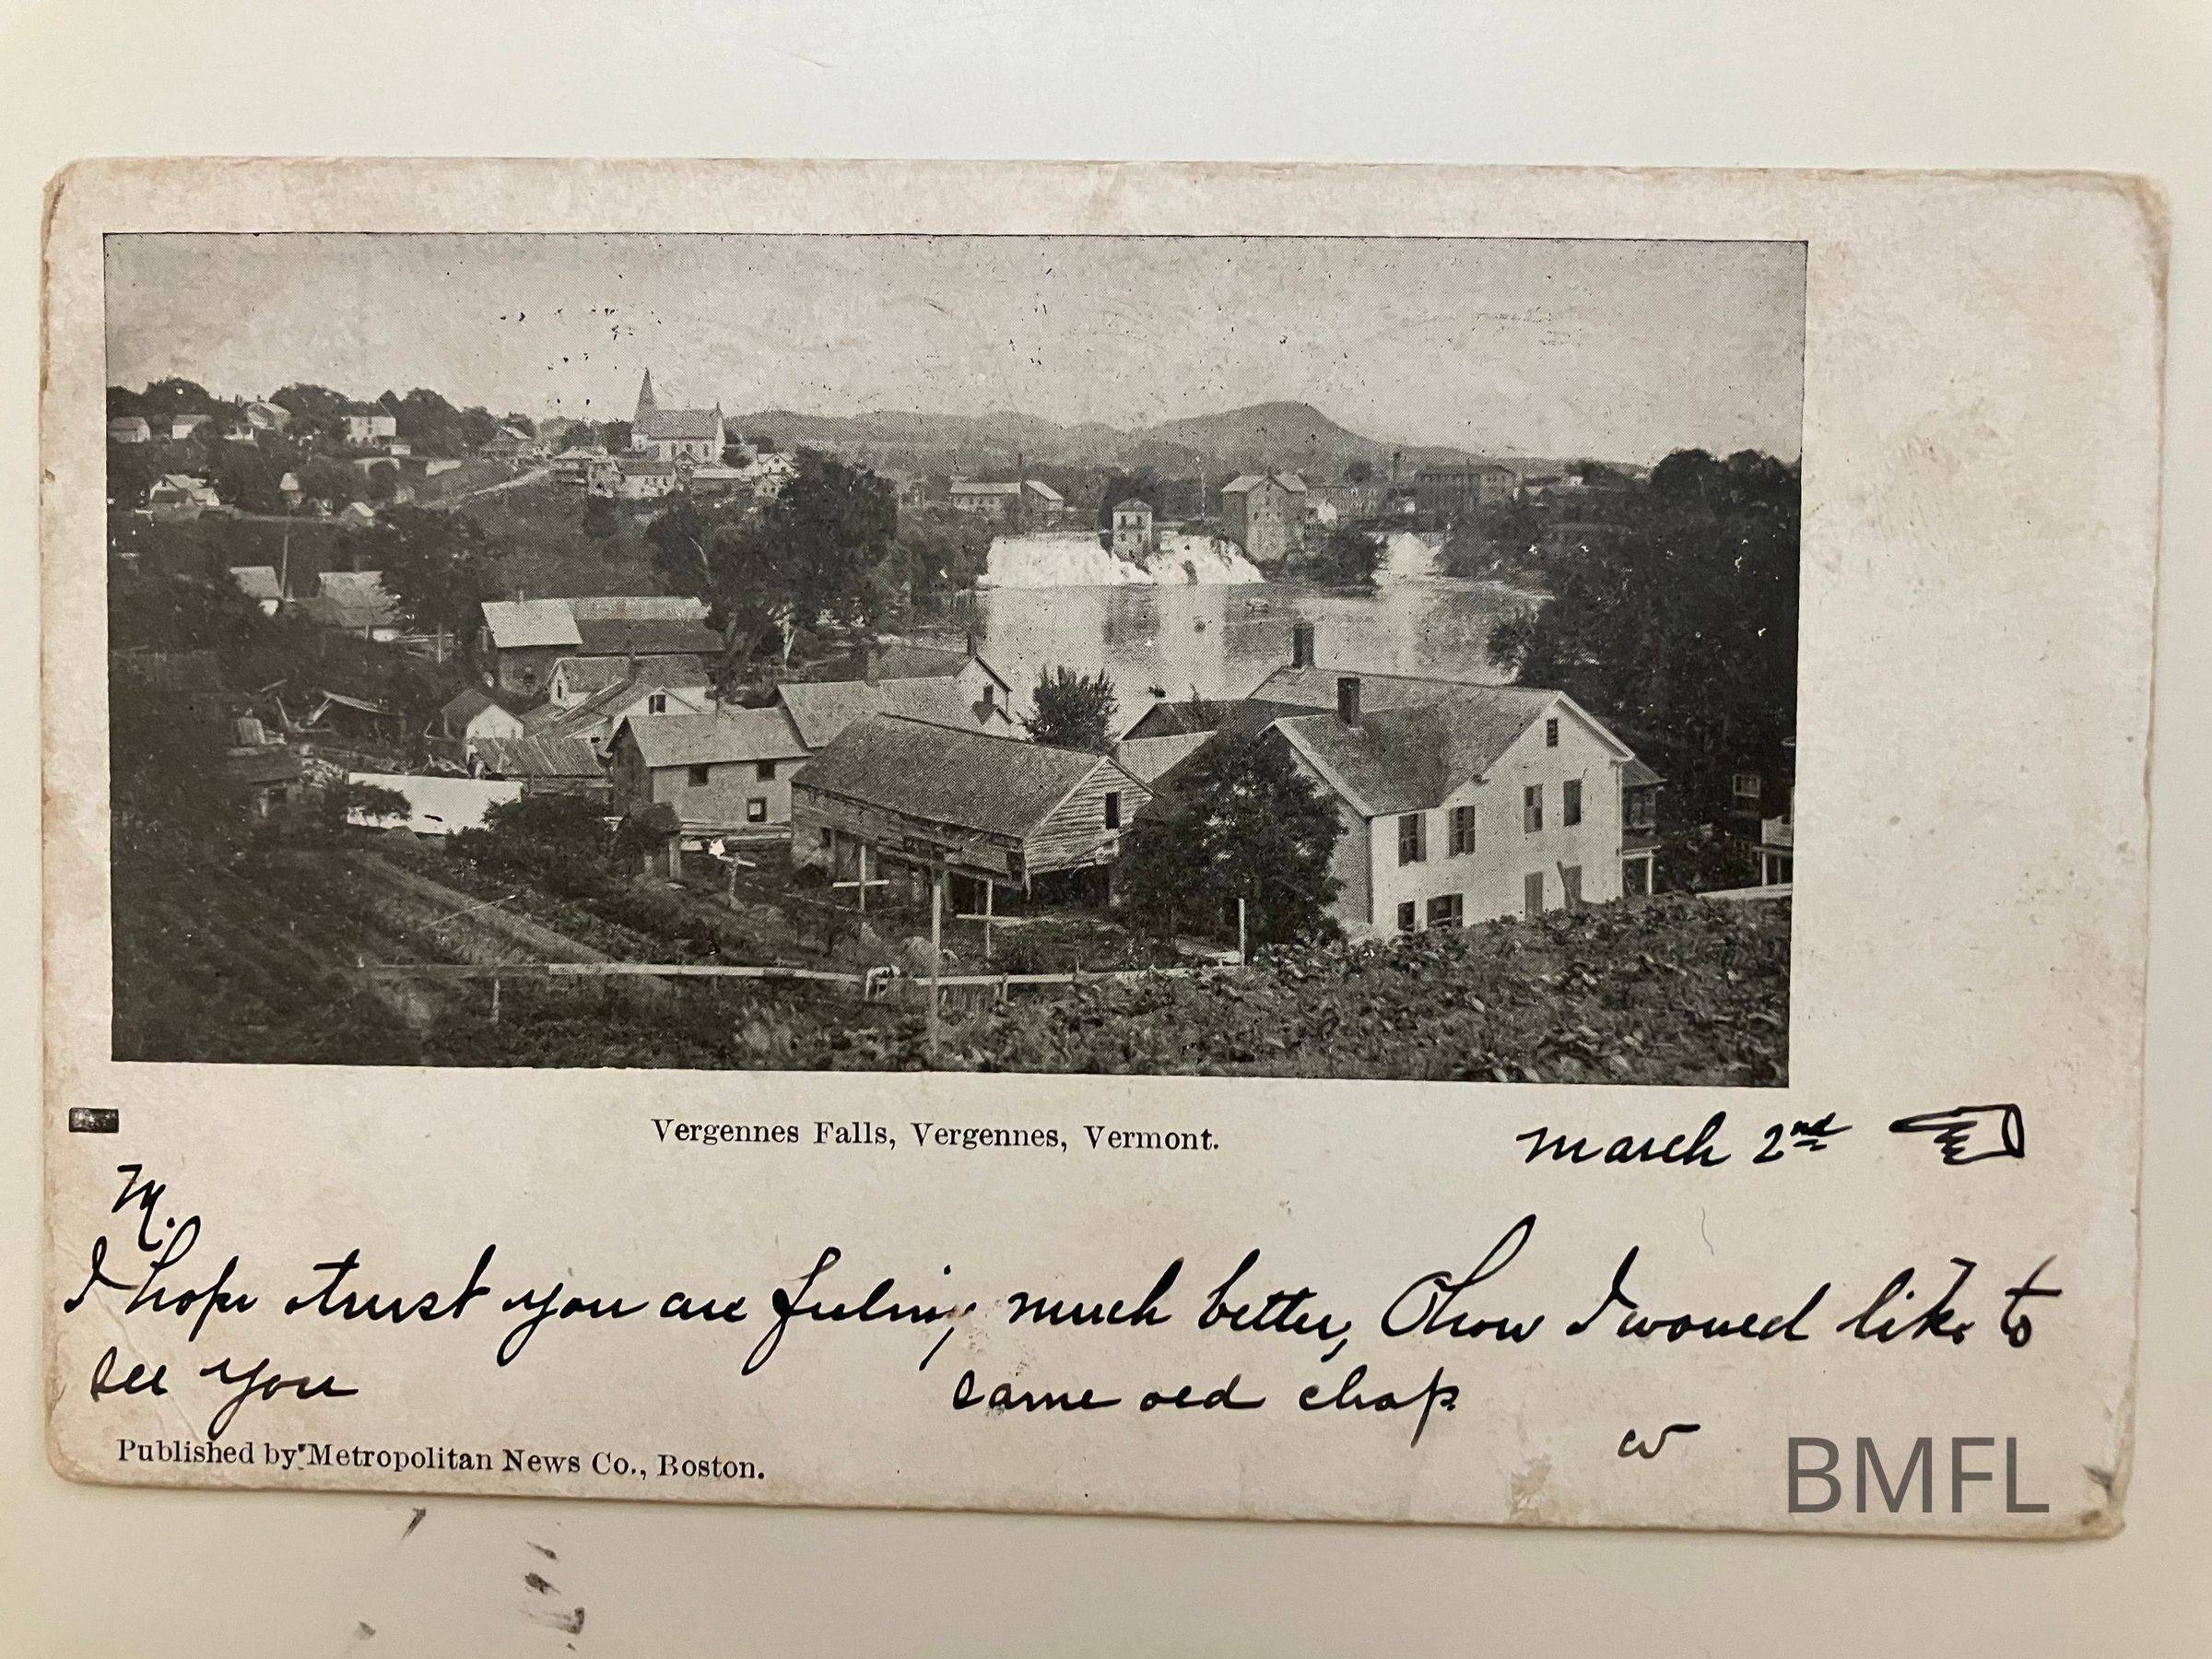 Vergennes Falls, Vergennes, Vermont.
March 2nd
M.
I hope & trust you are feeling much better, Oh how I would like to
see you
same old chap.
W
Published by Metropolitan News Co., Boston.
BMFL